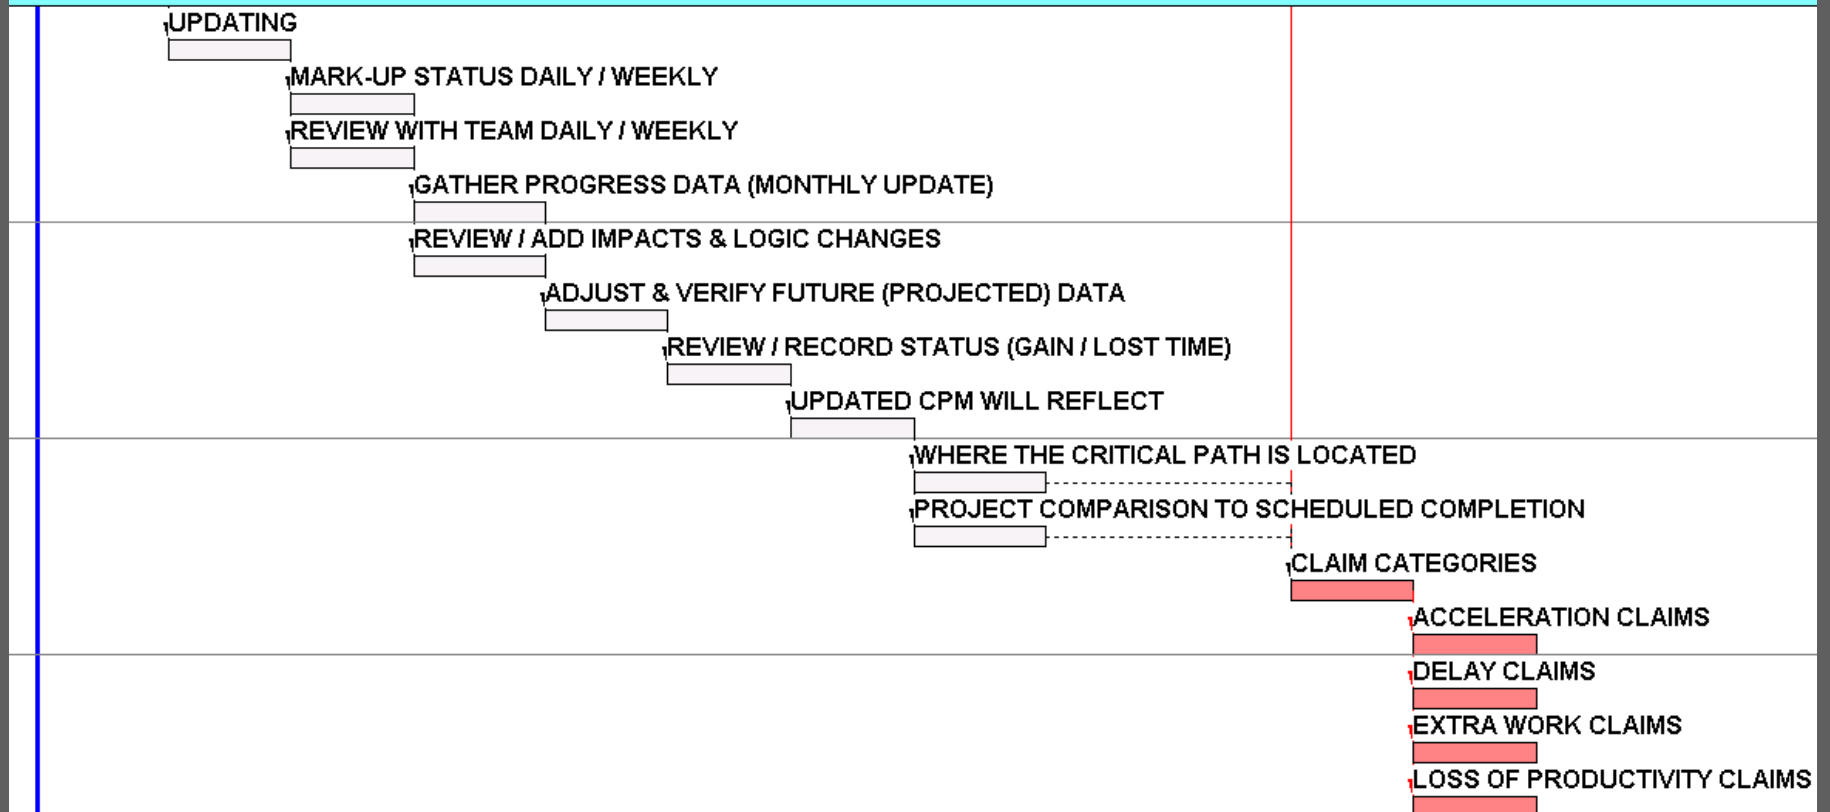 UPDATING
MARK-UP STATUS DAILY / WEEKLY
REVIEW WITH TEAM DAILY / WEEKLY
GATHER PROGRESS DATA (MONTHLY UPDATE)
REVIEW / ADD IMPACTS & LOGIC CHANGES
ADJUST & VERIFY FUTURE (PROJECTED) DATA
REVIEW / RECORD STATUS (GAIN / LOST TIME)
UPDATED CPM WILL REFLECT
WHERE THE CRITICAL PATH IS LOCATED
PROJECT COMPARISON TO SCHEDULED COMPLETION
CLAIM CATEGORIES
ACCELERATION CLAIMS
DELAY CLAIMS
EXTRA WORK CLAIMS
LOSS OF PRODUCTIVITY CLAIMS